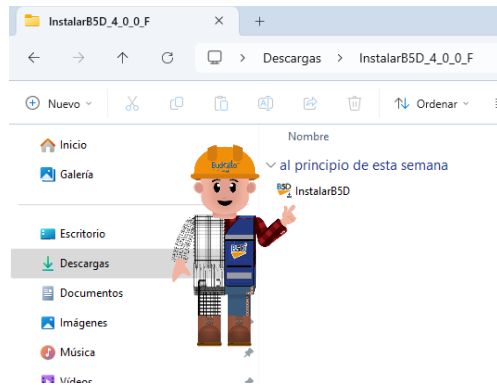 InstalarB5D_4_0_0_F
Descargas > InstalarB5D_4_0_0_F
Nuevo
Ordenar
Inicio
Galería
Nombre
al principio de esta semana
InstalarB5D
Escritorio
Descargas
Documentos
Imágenes
Música
Vídeos